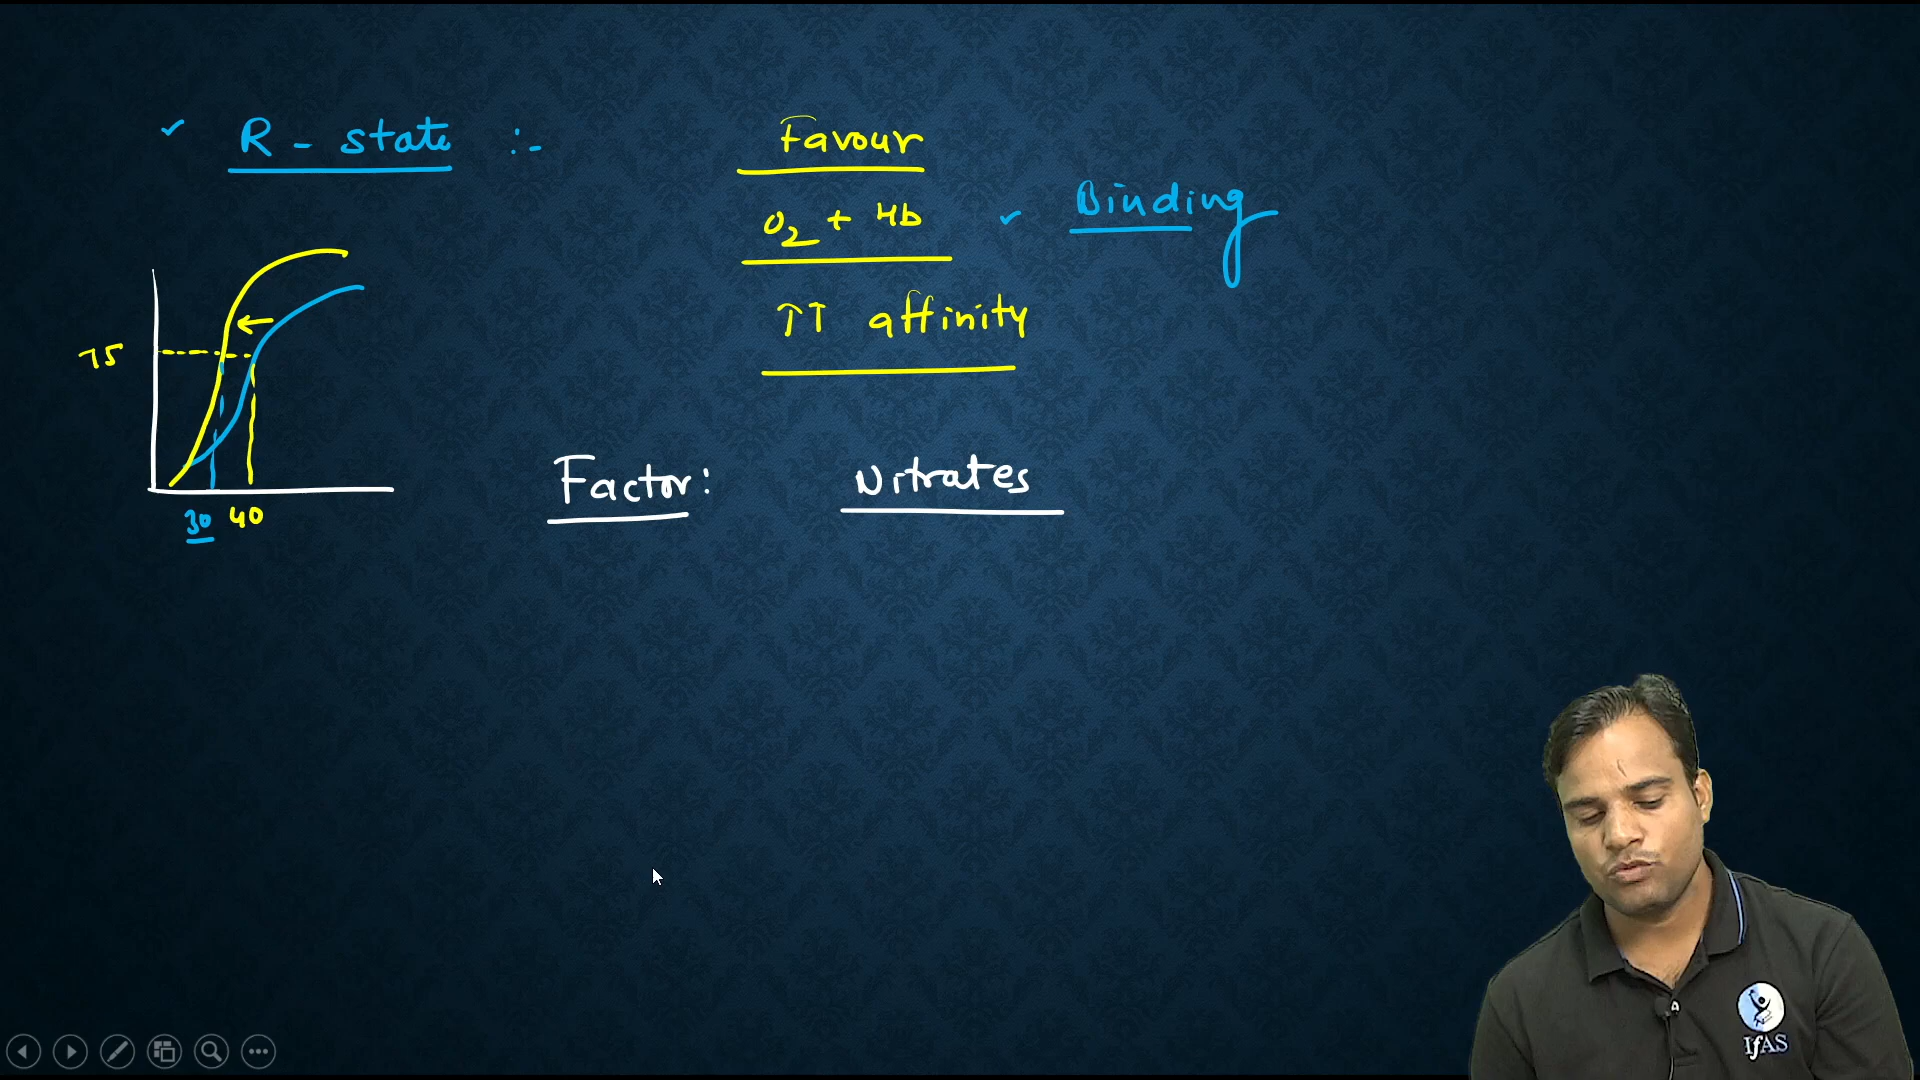 ✓ R - state :-
Favour
O₂ + Hb ✓ Binding
↑↑ affinity
75
30 40
Factor: Nitrates
IfAS